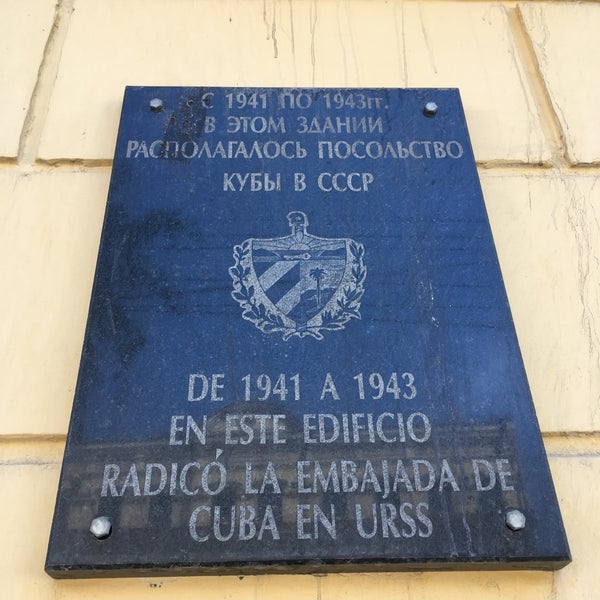 С 1941 ПО 1943гг.
В ЭТОМ ЗДАНИИ
РАСПОЛАГАЛОСЬ ПОСОЛЬСТВО
КУБЫ В СССР
DE 1941 A 1943
EN ESTE EDIFICIO
RADICÓ LA EMBAJADA DE
CUBA EN URSS